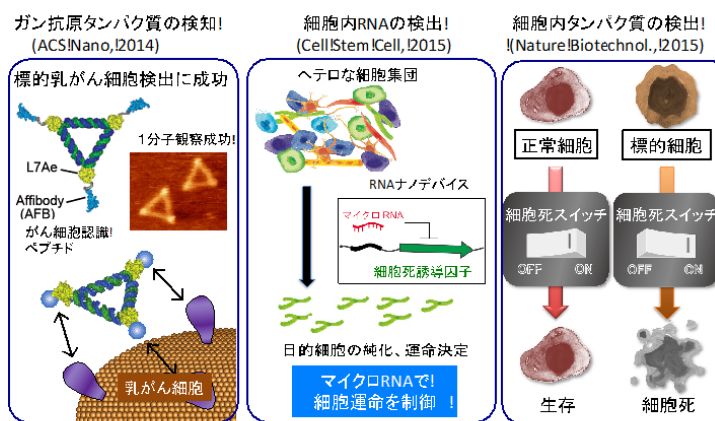 ガン抗原タンパク質の検知!
(ACS!Nano,!2014)
標的乳がん細胞検出に成功
1分子観察成功!
L7Ae
Affibody
(AFB)
がん細胞認識!
ペプチド
乳がん細胞
細胞内RNAの検出!
(Cell!Stem!Cell,!2015)
ヘテロな細胞集団
RNAナノデバイス
マイクロRNA
細胞死誘導因子
目的細胞の純化、運命決定
マイクロRNAで!
細胞運命を制御 !
細胞内タンパク質の検出!
!(Nature!Biotechnol.,!2015)
正常細胞
標的細胞
細胞死スイッチ
細胞死スイッチ
OFF ON
OFF ON
生存
細胞死